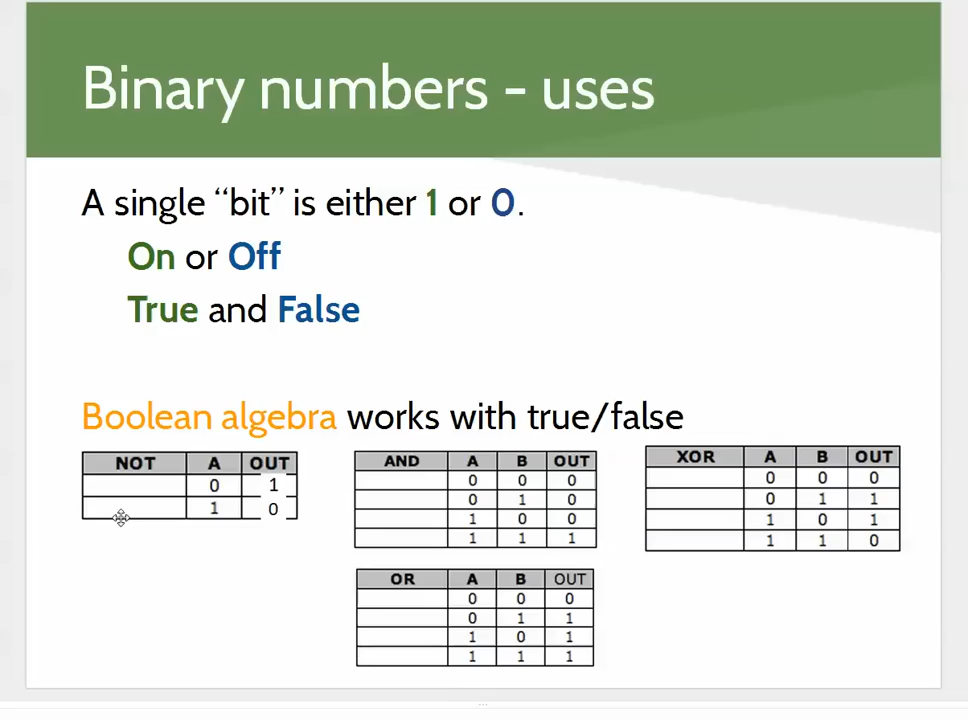 Binary numbers - uses
A single “bit” is either 1 or 0.
On or Off
True and False
Boolean algebra works with true/false
NOT A OUT
0 1
1 0
AND A B OUT
0 0 0
0 1 0
1 0 0
1 1 1
XOR A B OUT
0 0 0
0 1 1
1 0 1
1 1 0
OR A B OUT
0 0 0
0 1 1
1 0 1
1 1 1